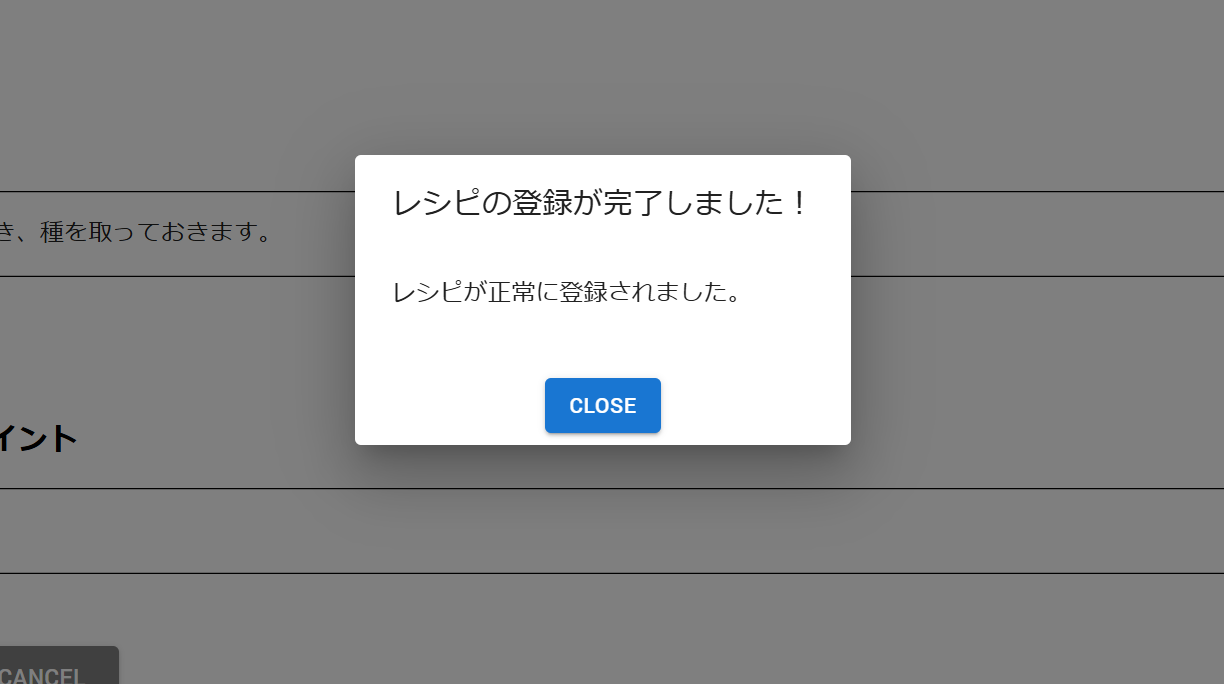 レシピの登録が完了しました！
き、種を取っておきます。
レシピが正常に登録されました。
CLOSE
イント
CANCEL